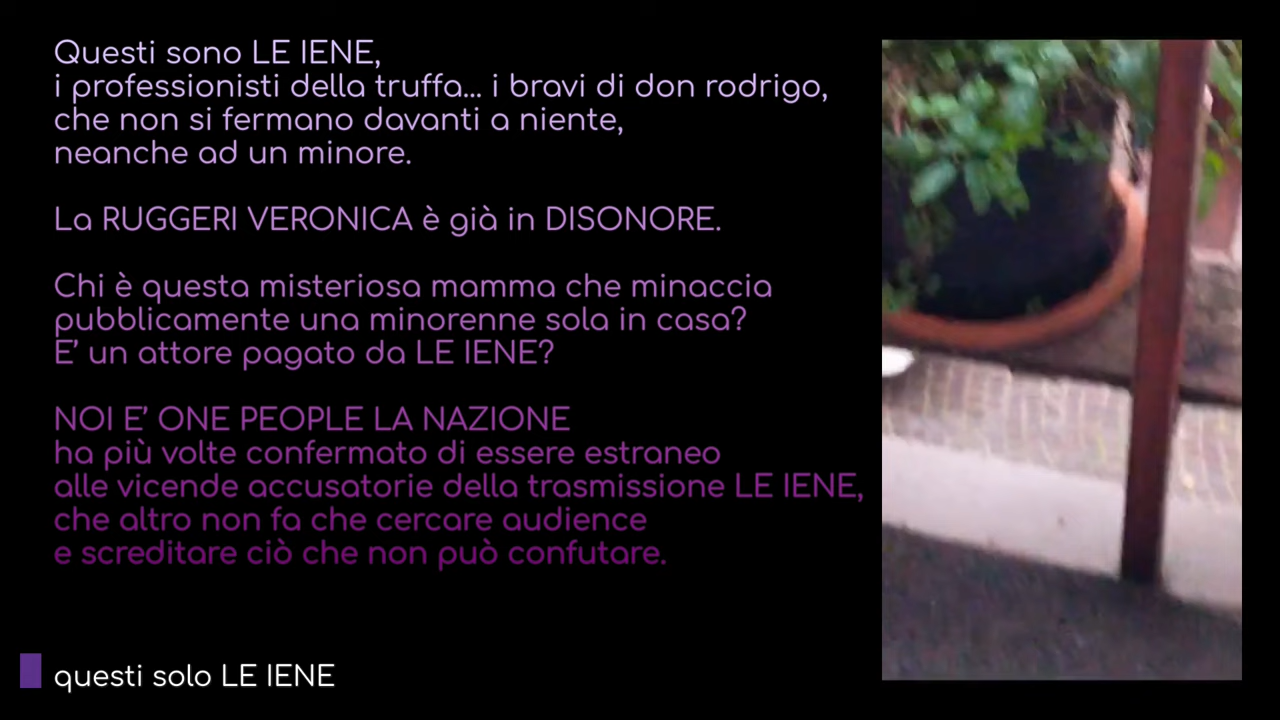 Questi sono LE IENE,
i professionisti della truffa... i bravi di don rodrigo,
che non si fermano davanti a niente,
neanche ad un minore.
La RUGGERI VERONICA è già in DISONORE.
Chi è questa misteriosa mamma che minaccia
pubblicamente una minorenne sola in casa?
E' un attore pagato da LE IENE?
NOI E' ONE PEOPLE LA NAZIONE
ha più volte confermato di essere estraneo
alle vicende accusatorie della trasmissione LE IENE,
che altro non fa che cercare audience
e screditare ciò che non può confutare.
questi solo LE IENE